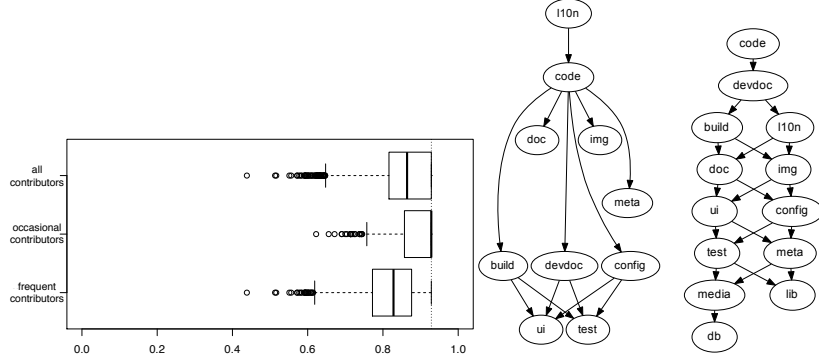 all
contributors
occasional
contributors
frequent
contributors
0.0 0.2 0.4 0.6 0.8 1.0
l10n
code
doc img
meta
build devdoc config
ui test
code
devdoc
build l10n
doc img
ui config
test meta
media lib
db